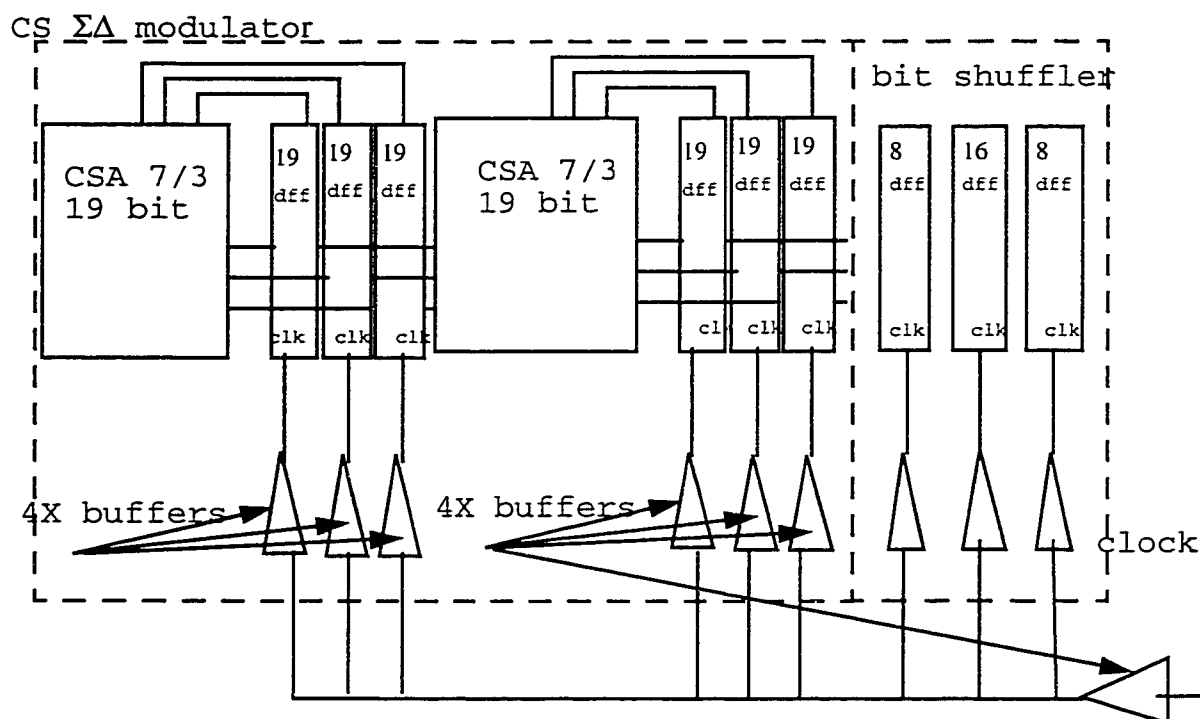 CS ΣΔ modulator
bit shuffler
CSA 7/3
19 bit
19
dff
clk
19
dff
clk
19
dff
clk
CSA 7/3
19 bit
19
dff
clk
19
dff
clk
19
dff
clk
8
dff
clk
16
dff
clk
8
dff
clk
4X buffers
4X buffers
clock